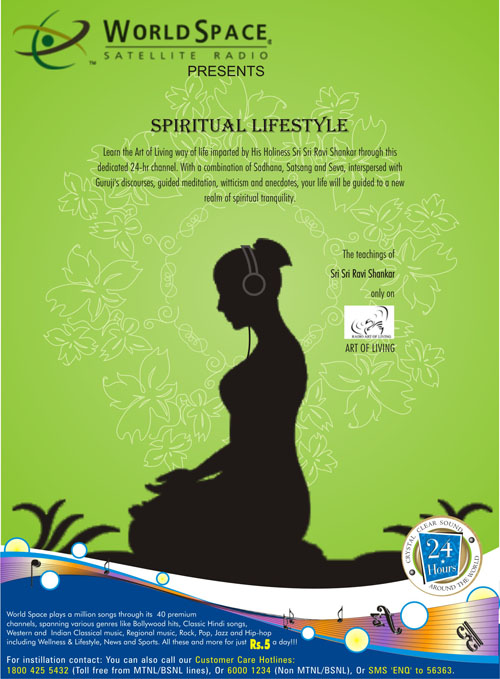 WORLDSPACE®
SATELLITE RADIO
™
PRESENTS
SPIRITUAL LIFESTYLE
Learn the Art of Living way of life imparted by His Holiness Sri Sri Ravi Shankar through this
dedicated 24-hr channel. With a combination of Sadhana, Satsang and Seva, interspersed with
Guruji's discourses, guided meditation, witticism and anecdotes, your life will be guided to a new
realm of spiritual tranquility.
The teachings of
Sri Sri Ravi Shankar
only on
RADIO ART OF LIVING
ART OF LIVING
CRYSTAL CLEAR SOUND
24
Hours
AROUND THE WORLD
World Space plays a million songs through its 40 premium
channels, spanning various genres like Bollywood hits, Classic Hindi songs,
Western and Indian Classical music, Regional music, Rock, Pop, Jazz and Hip-hop
including Wellness & Lifestyle, News and Sports. All these and more for just Rs.5 a day!!!
For instillation contact: You can also call our Customer Care Hotlines:
1800 425 5432 (Toll free from MTNL/BSNL lines), Or 6000 1234 (Non MTNL/BSNL), Or SMS 'ENQ' to 56363.